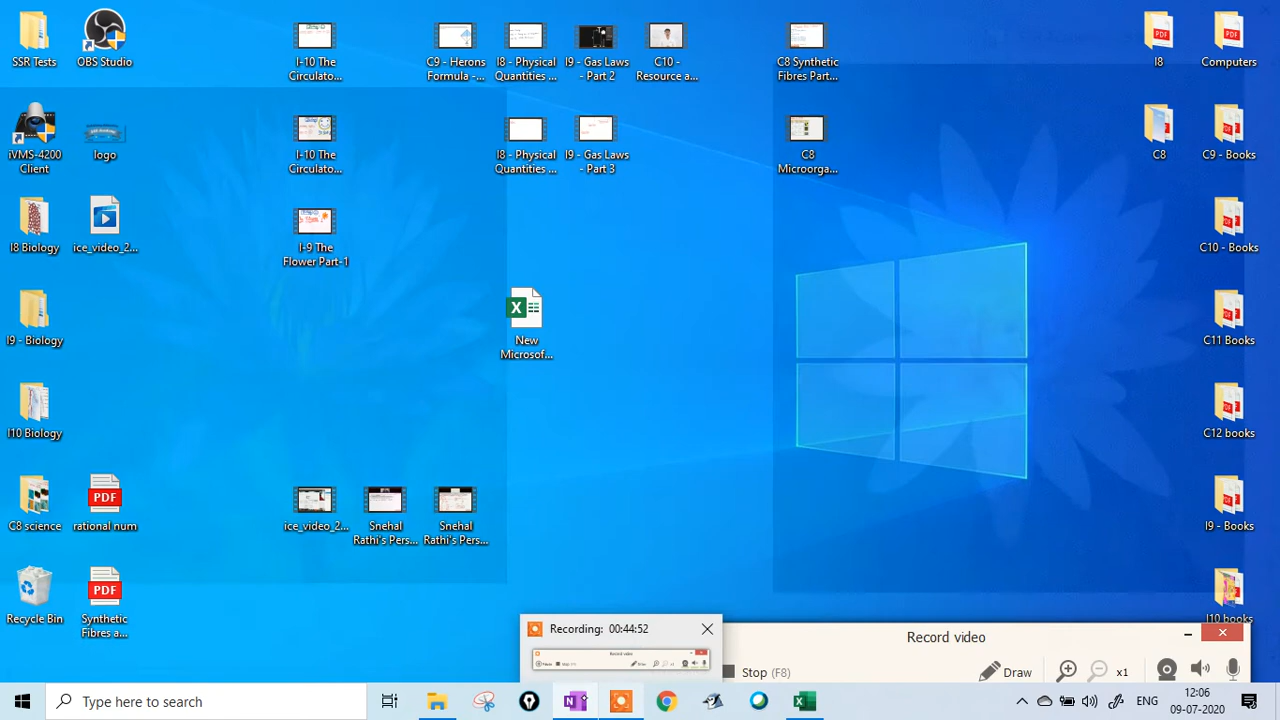 SSR Tests
OBS Studio
I-10 The
Circulato...
C9 - Herons
Formula -...
I8 - Physical
Quantities ...
I9 - Gas Laws
- Part 2
C10 -
Resource a...
C8 Synthetic
Fibres Part...
I8
Computers
iVMS-4200
Client
logo
I-10 The
Circulato...
I8 - Physical
Quantities ...
I9 - Gas Laws
- Part 3
C8
Microorga...
C8
C9 - Books
I8 Biology
ice_video_2...
I-9 The
Flower Part-1
C10 - Books
I9 - Biology
New
Microsof...
C11 Books
I10 Biology
C12 books
C8 science
PDF
rational num
ice_video_2...
Snehal
Rathi's Pers...
Snehal
Rathi's Pers...
I9 - Books
Recycle Bin
PDF
Synthetic
Fibres a...
I10 books
Recording: 00:44:52
Record video
Record video
Stop (F8)
Draw
x1
Type here to search
ENG
12:06
09-07-2020